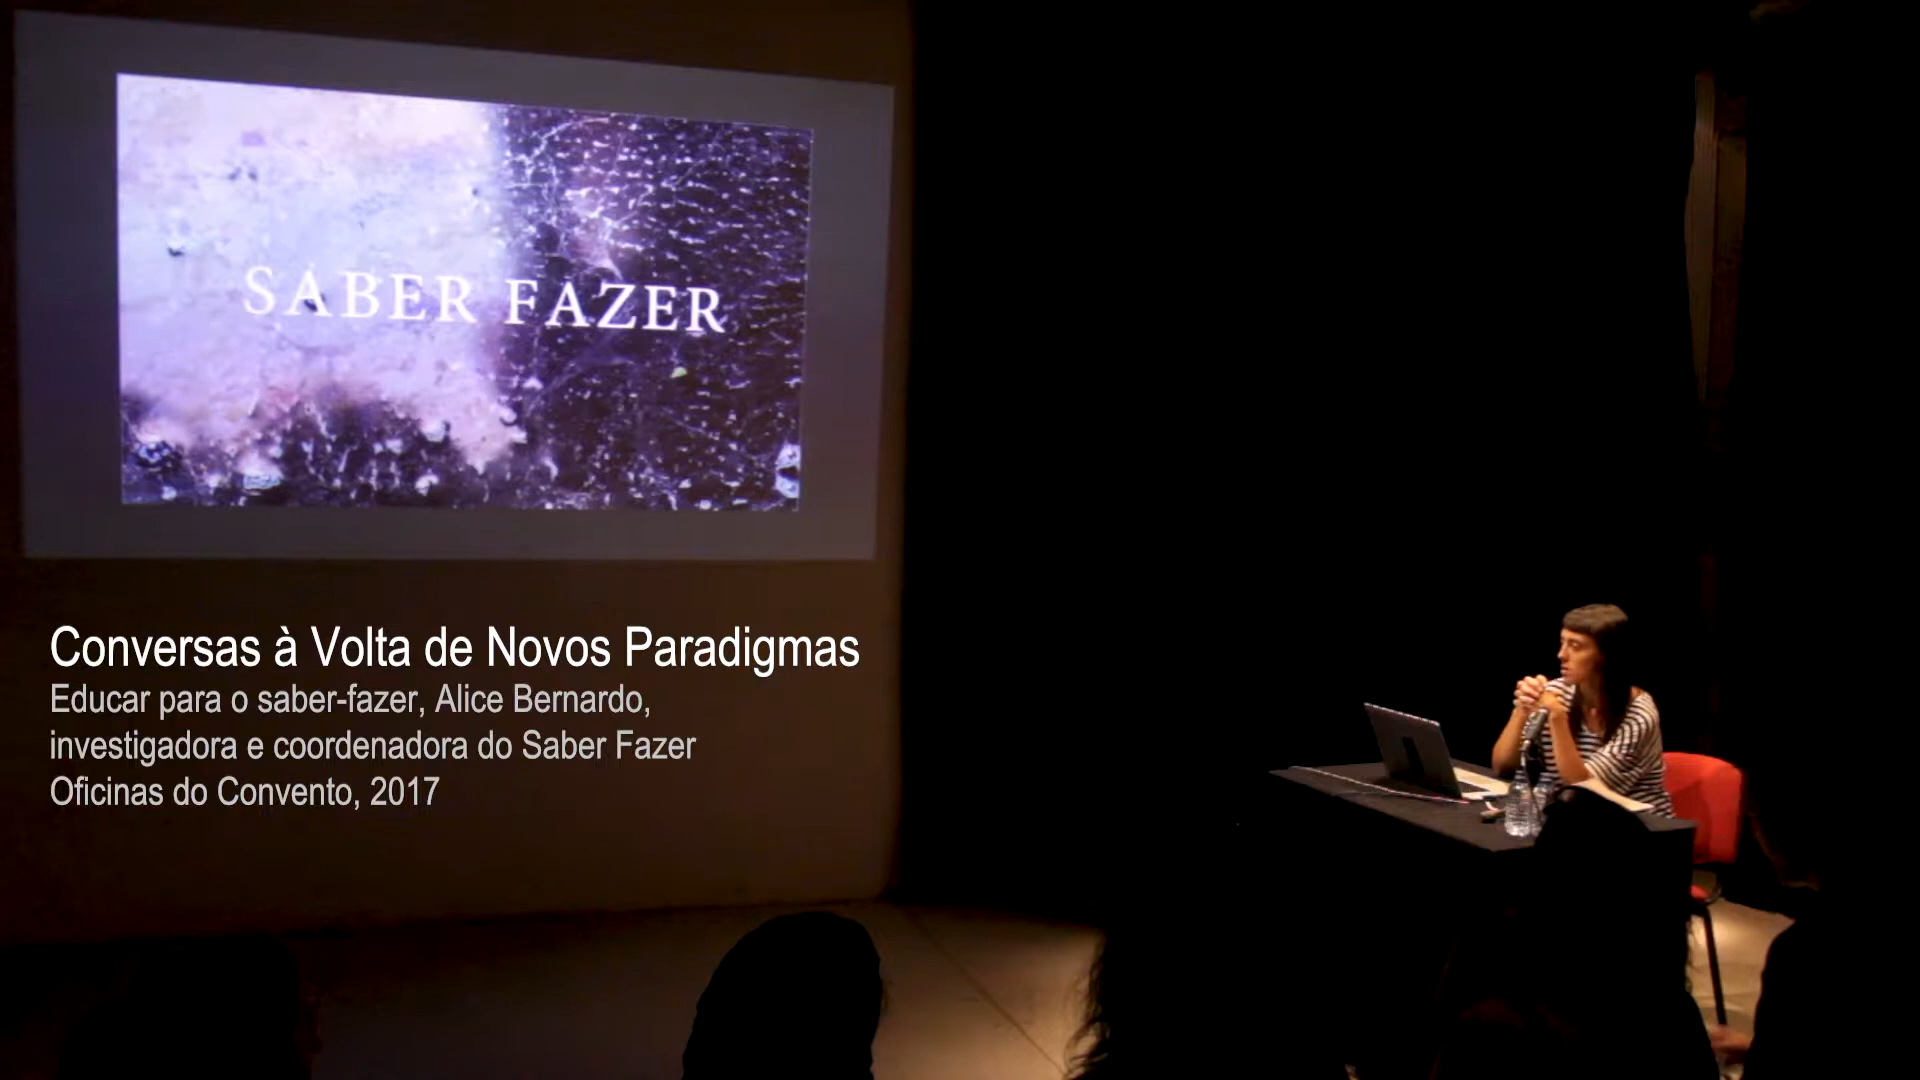 SABER FAZER
Conversas à Volta de Novos Paradigmas
Educar para o saber-fazer, Alice Bernardo,
investigadora e coordenadora do Saber Fazer
Oficinas do Convento, 2017